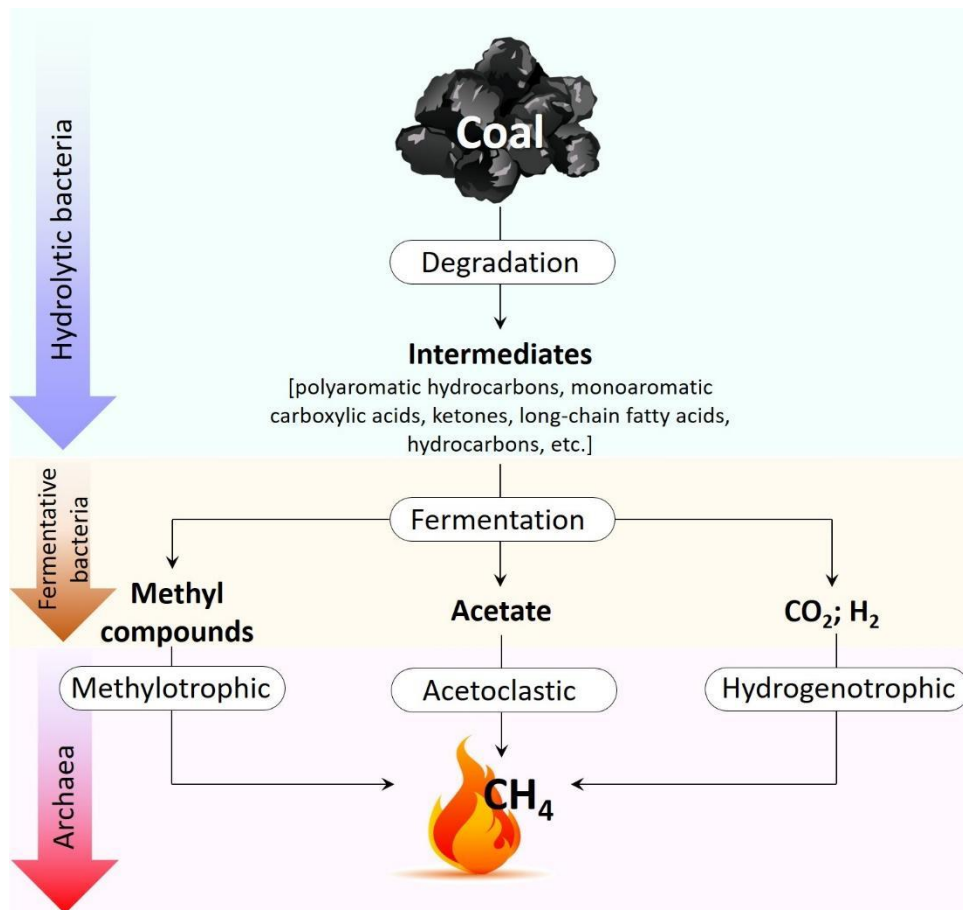 Coal
Hydrolytic bacteria
Degradation
Intermediates
[polyaromatic hydrocarbons, monoaromatic
carboxylic acids, ketones, long-chain fatty acids,
hydrocarbons, etc.]
Fermentative
bacteria
Fermentation
Methyl
compounds
Acetate
CO₂; H₂
Archaea
Methylotrophic
Acetoclastic
Hydrogenotrophic
CH₄